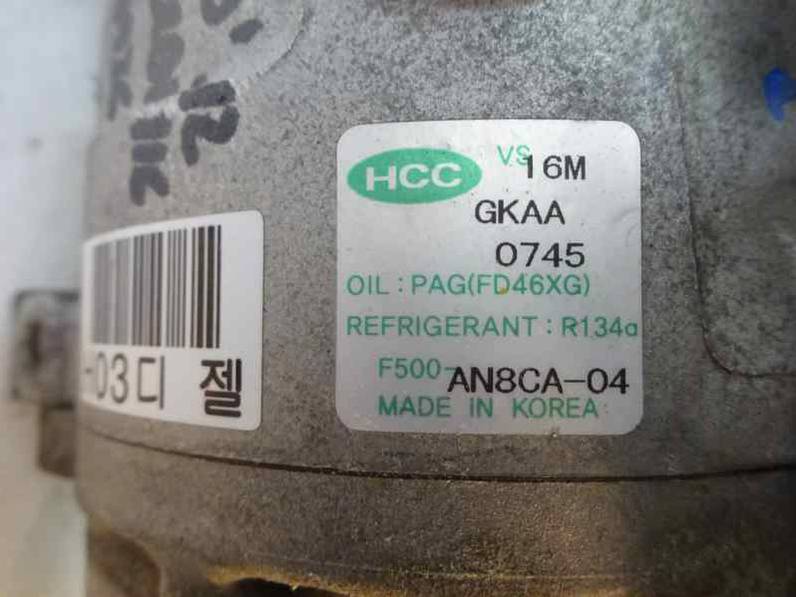 HCC VS 16M
GKAA
0745
OIL : PAG(FD46XG)
REFRIGERANT : R134a
F500-AN8CA-04
MADE IN KOREA
-03디 젤
12